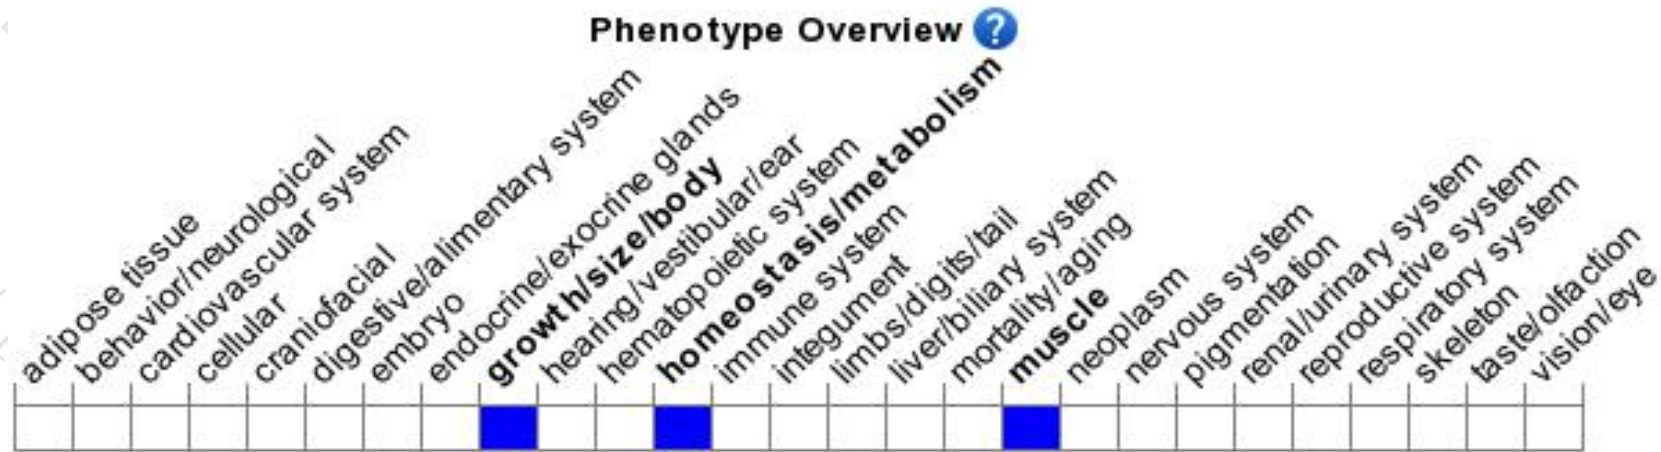 Phenotype Overview ?
adipose tissue
behavior/neurological
cardiovascular system
cellular
craniofacial
digestive/alimentary system
embryo
endocrine/exocrine glands
growth/size/body
hearing/vestibular/ear
hematopoietic system
homeostasis/metabolism
immune system
integument
limbs/digits/tail
liver/biliary system
mortality/aging
muscle
neoplasm
nervous system
pigmentation
renal/urinary system
reproductive system
respiratory system
skeleton
taste/olfaction
vision/eye